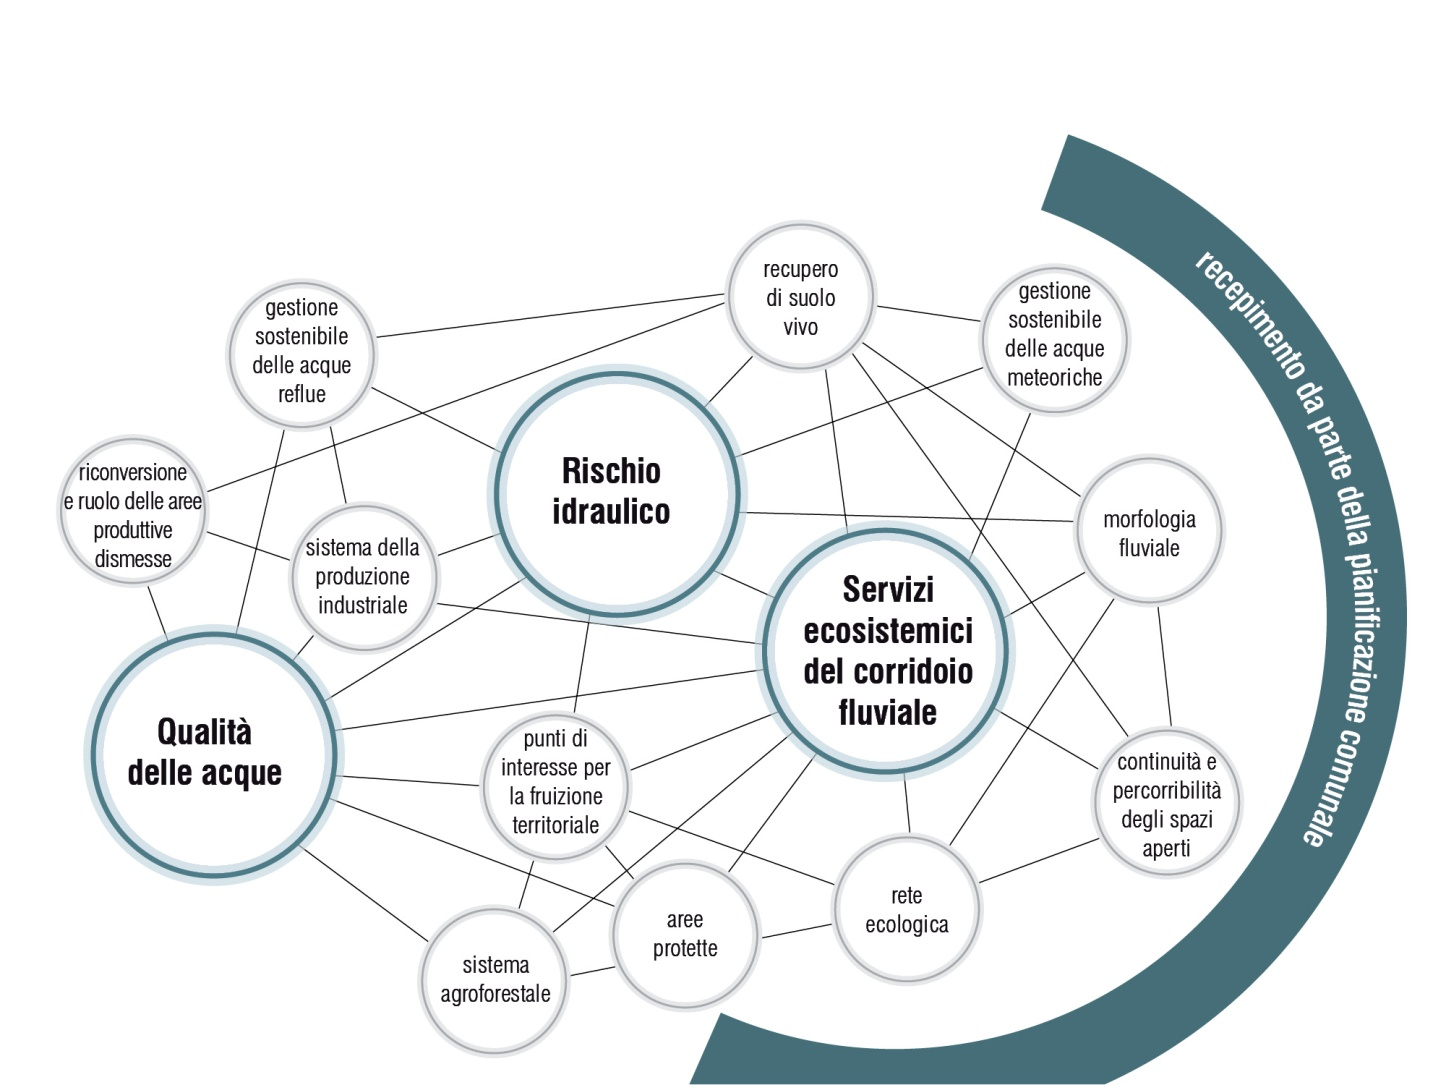 recupero
di suolo
vivo
gestione
sostenibile
delle acque
reflue
gestione
sostenibile
delle acque
meteoriche
riconversione
e ruolo delle aree
produttive
dismesse
Rischio
idraulico
sistema della
produzione
industriale
morfologia
fluviale
Servizi
ecosistemici
del corridoio
fluviale
Qualità
delle acque
punti di
interesse per
la fruizione
territoriale
continuità e
percorribilità
degli spazi
aperti
sistema
agroforestale
aree
protette
rete
ecologica
recepimento da parte della pianificazione comunale